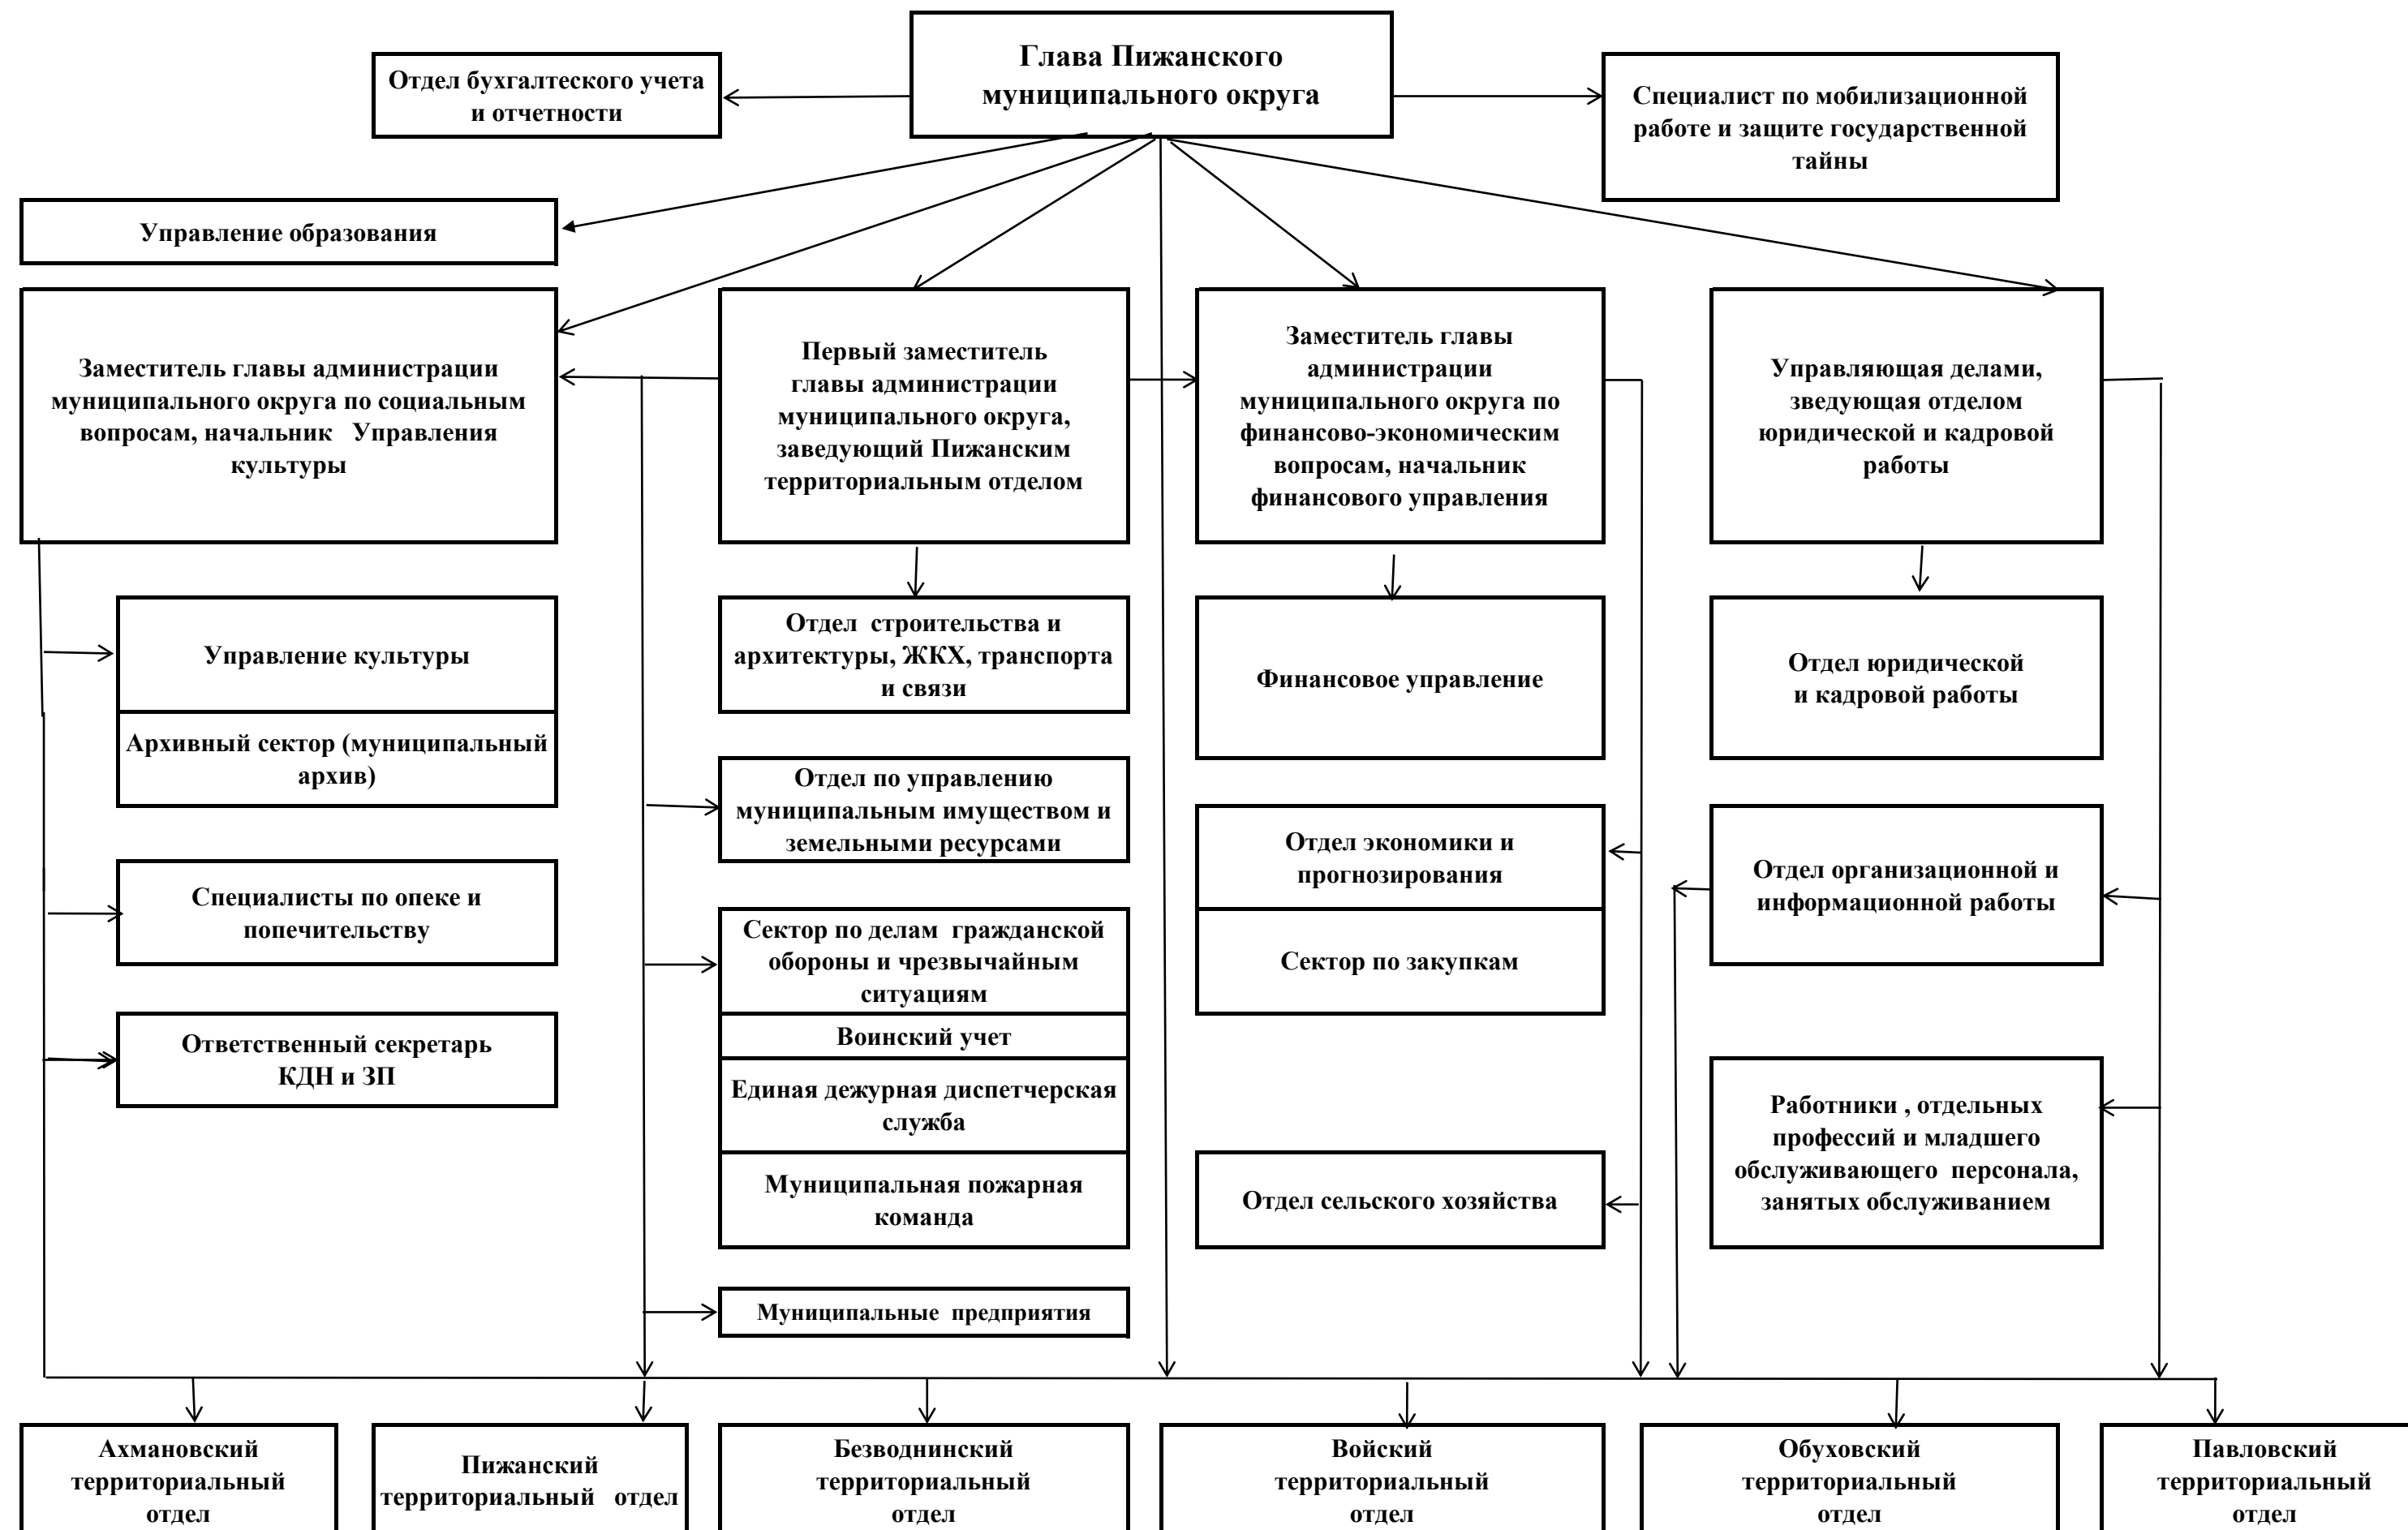 Глава Пижанского
муниципального округа
Отдел бухгалтеского учета
и отчетности
Специалист по мобилизационной
работе и защите государственной
тайны
Управление образования
Заместитель главы администрации
муниципального округа по социальным
вопросам, начальник Управления
культуры
Первый заместитель
главы администрации
муниципального округа,
заведующий Пижанским
территориальным отделом
Заместитель главы
администрации
муниципального округа по
финансово-экономическим
вопросам, начальник
финансового управления
Управляющая делами,
зведующая отделом
юридической и кадровой
работы
Управление культуры
Архивный сектор (муниципальный
архив)
Специалисты по опеке и
попечительству
Ответственный секретарь
КДН и ЗП
Отдел строительства и
архитектуры, ЖКХ, транспорта
и связи
Отдел по управлению
муниципальным имуществом и
земельными ресурсами
Сектор по делам гражданской
обороны и чрезвычайным
ситуациям
Воинский учет
Единая дежурная диспетчерская
служба
Муниципальная пожарная
команда
Муниципальные предприятия
Финансовое управление
Отдел экономики и
прогнозирования
Сектор по закупкам
Отдел сельского хозяйства
Отдел юридической
и кадровой работы
Отдел организационной и
информационной работы
Работники , отдельных
профессий и младшего
обслуживающего персонала,
занятых обслуживанием
Ахмановский
территориальный
отдел
Пижанский
территориальный отдел
Безводнинский
территориальный
отдел
Войский
территориальный
отдел
Обуховский
территориальный
отдел
Павловский
территориальный
отдел